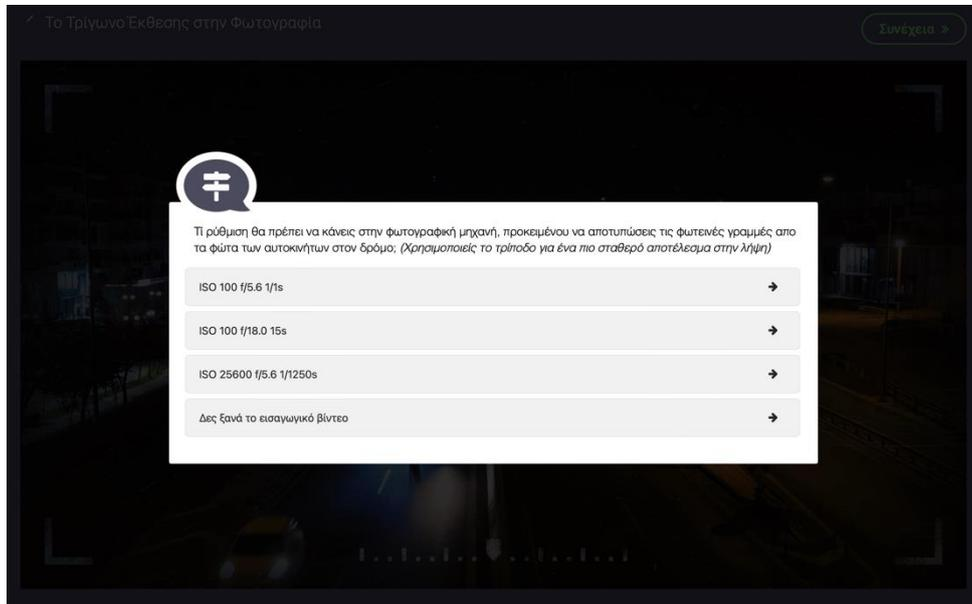 Το Τρίγωνο Έκθεσης στην Φωτογραφία
Συνέχεια »
Τί ρύθμιση θα πρέπει να κάνεις στην φωτογραφική μηχανή, προκειμένου να αποτυπώσεις τις φωτεινές γραμμές απο
τα φώτα των αυτοκινήτων στον δρόμο; (Χρησιμοποιείς το τρίποδο για ένα πιο σταθερό αποτέλεσμα στην λήψη)
ISO 100 f/5.6 1/1s
ISO 100 f/18.0 15s
ISO 25600 f/5.6 1/1250s
Δες ξανά το εισαγωγικό βίντεο